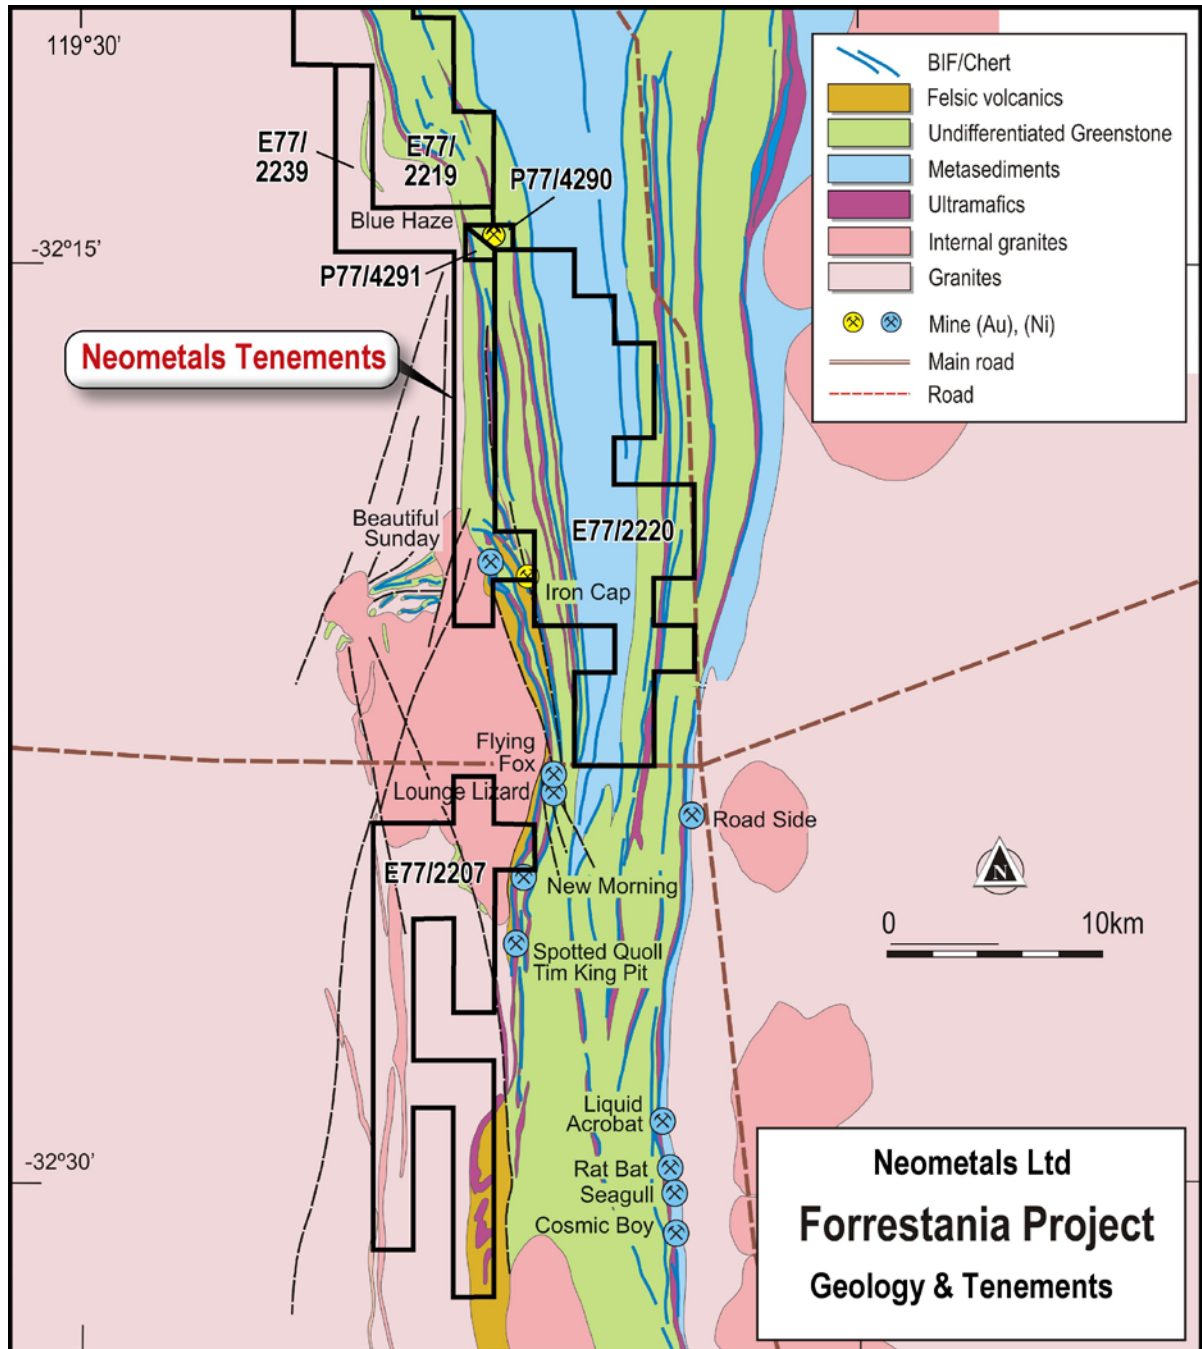 119°30'
BIF/Chert
Felsic volcanics
Undifferentiated Greenstone
Metasediments
Ultramafics
Internal granites
Granites
Mine (Au), (Ni)
Main road
Road
E77/
2239
E77/
2219
P77/4290
Blue Haze
-32°15'
P77/4291
Neometals Tenements
Beautiful
Sunday
E77/2220
Iron Cap
Flying
Fox
Lounge Lizard
Road Side
E77/2207
New Morning
N
0 10km
Spotted Quoll
Tim King Pit
Liquid
Acrobat
-32°30'
Rat Bat
Seagull
Cosmic Boy
Neometals Ltd
Forrestania Project
Geology & Tenements